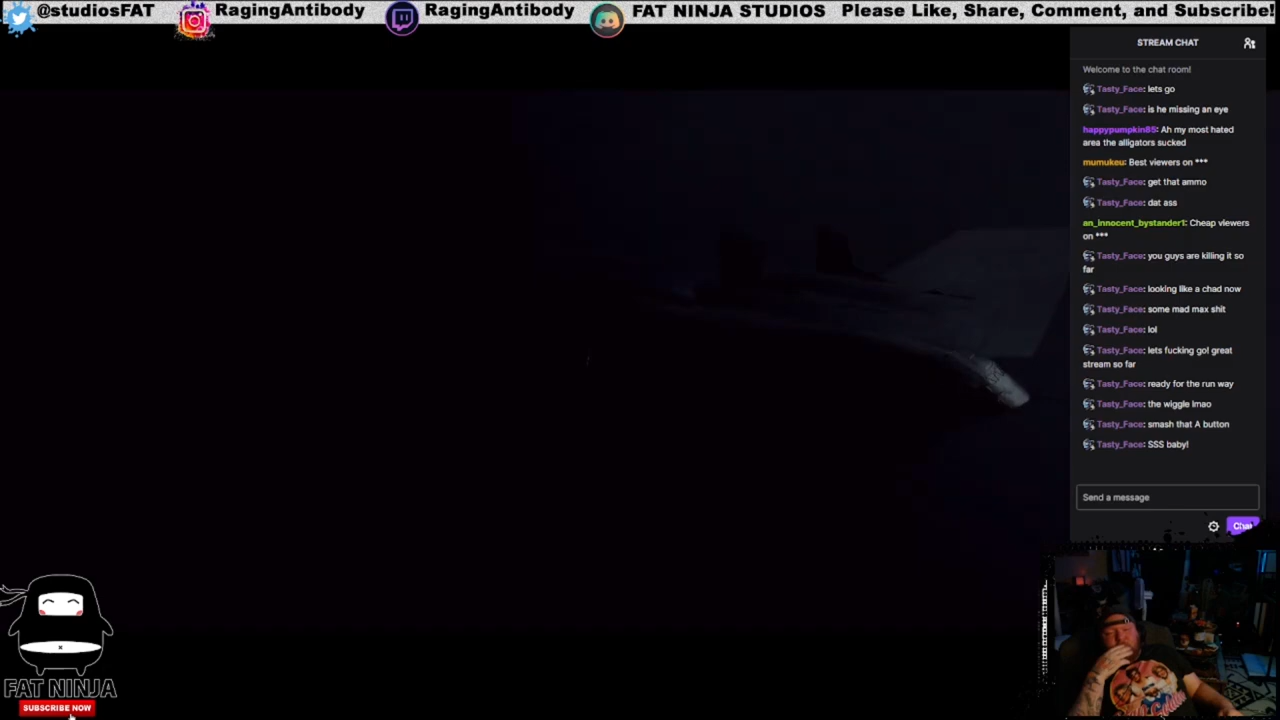 @studiosFAT RagingAntibody RagingAntibody FAT NINJA STUDIOS Please Like, Share, Comment, and Subscribe!
STREAM CHAT
Welcome to the chat room!
Tasty_Face: lets go
Tasty_Face: is he missing an eye
happypumpkin85: Ah my most hated
area the alligators sucked
mumukeu: Best viewers on ***
Tasty_Face: get that ammo
Tasty_Face: dat ass
an_innocent_bystander1: Cheap viewers
on ***
Tasty_Face: you guys are killing it so
far
Tasty_Face: looking like a chad now
Tasty_Face: some mad max shit
Tasty_Face: lol
Tasty_Face: lets fucking go! great
stream so far
Tasty_Face: ready for the run way
Tasty_Face: the wiggle lmao
Tasty_Face: smash that A button
Tasty_Face: SSS baby!
Send a message
Chat
FAT NINJA
SUBSCRIBE NOW